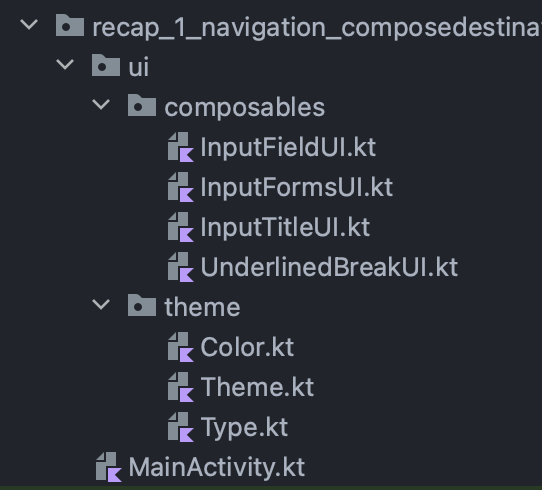 recap_1_navigation_composedestina
ui
composables
InputFieldUI.kt
InputFormsUI.kt
InputTitleUI.kt
UnderlinedBreakUI.kt
theme
Color.kt
Theme.kt
Type.kt
MainActivity.kt